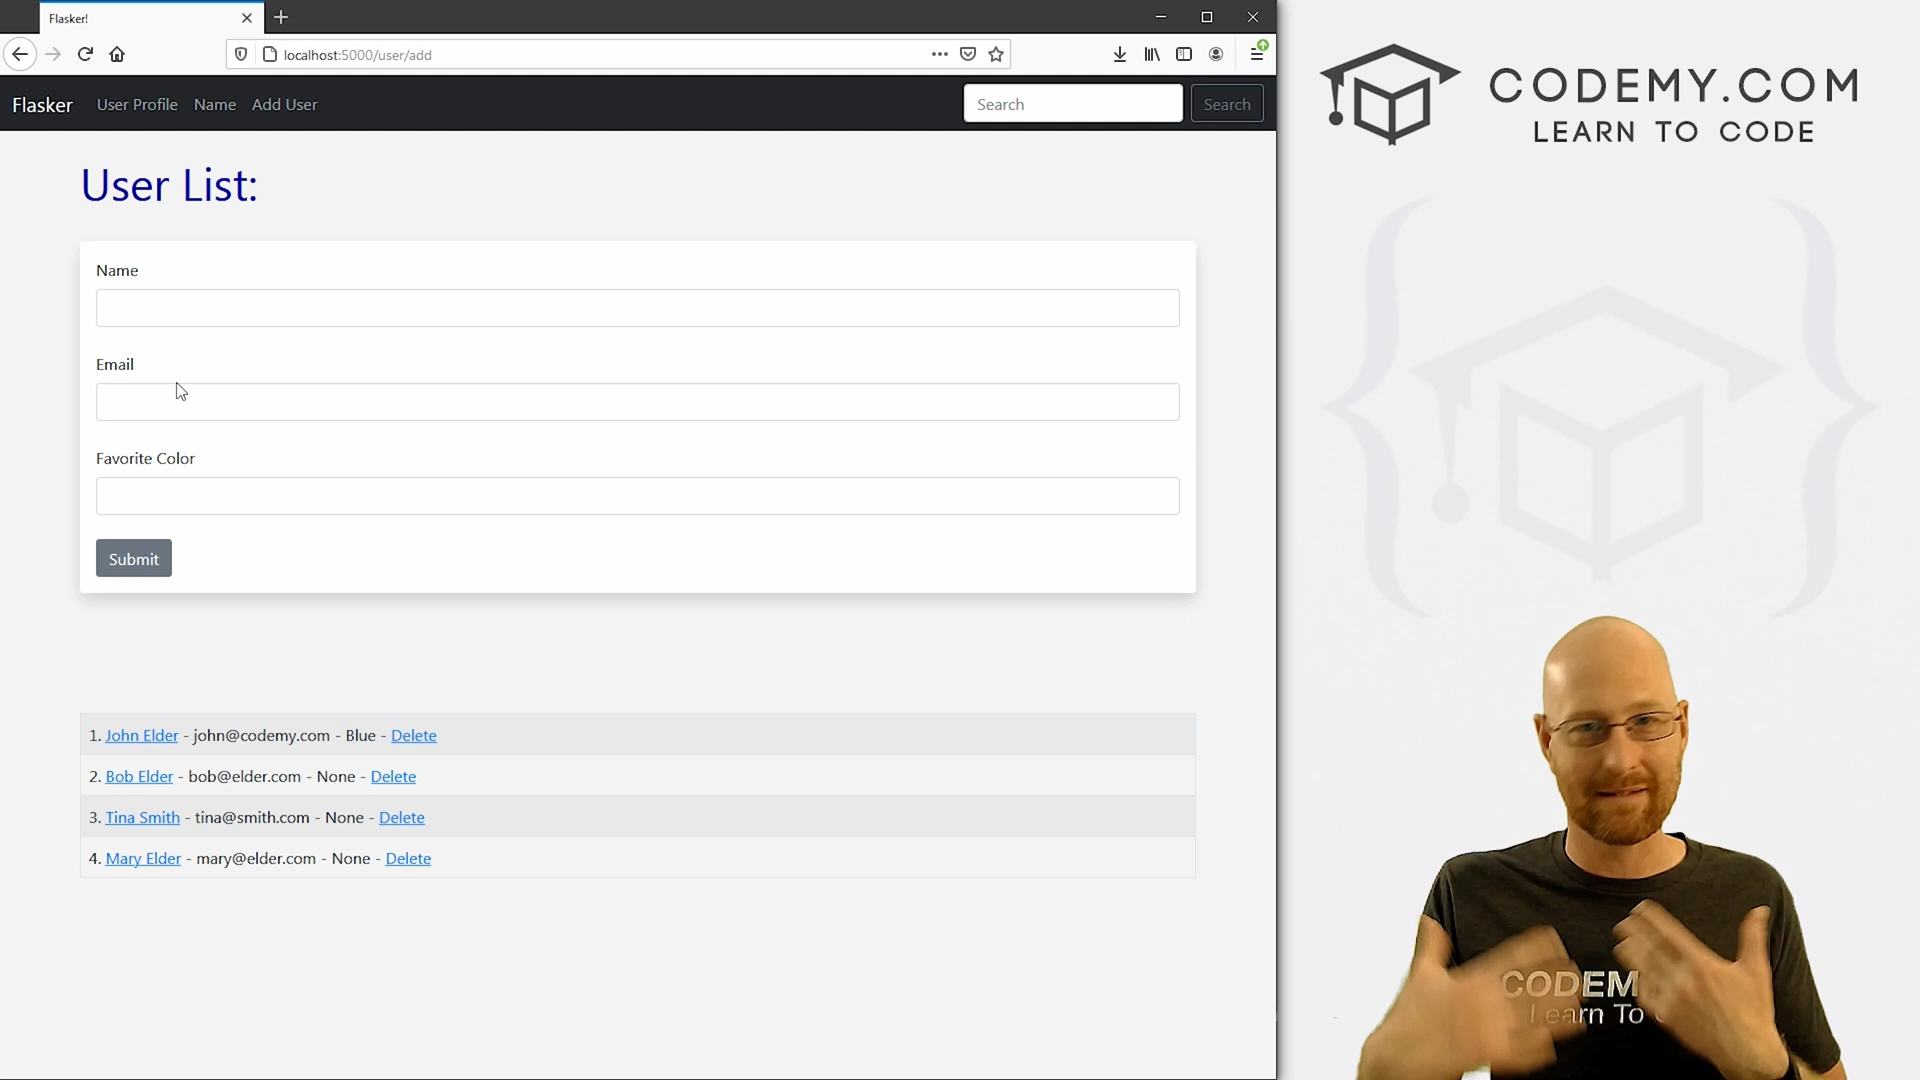 Flasker!
localhost:5000/user/add
Flasker User Profile Name Add User Search Search
CODEMY.COM
LEARN TO CODE
User List:
Name
Email
Favorite Color
Submit
1. John Elder - john@codemy.com - Blue - Delete
2. Bob Elder - bob@elder.com - None - Delete
3. Tina Smith - tina@smith.com - None - Delete
4. Mary Elder - mary@elder.com - None - Delete
CODEM
Learn To